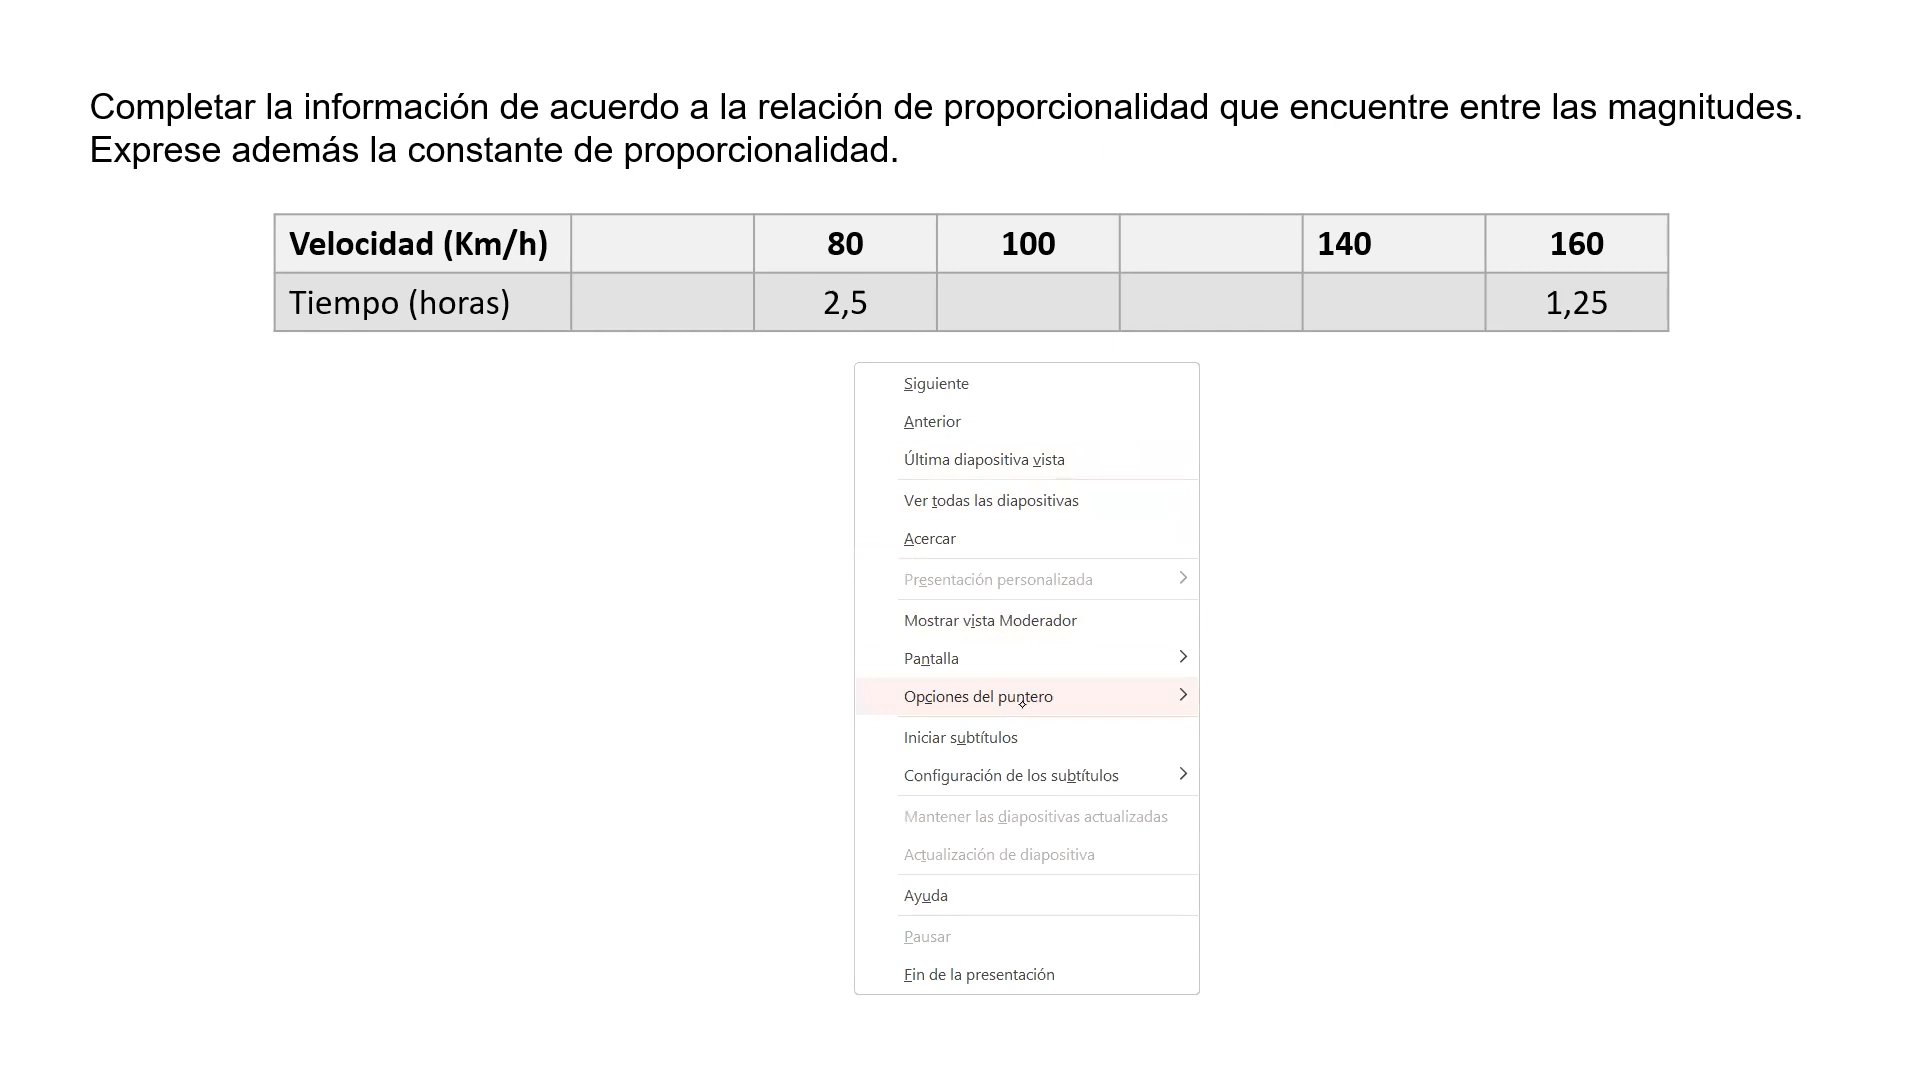 Completar la información de acuerdo a la relación de proporcionalidad que encuentre entre las magnitudes.
Exprese además la constante de proporcionalidad.
Velocidad (Km/h) 80 100 140 160
Tiempo (horas) 2,5 1,25
Siguiente
Anterior
Última diapositiva vista
Ver todas las diapositivas
Acercar
Presentación personalizada
Mostrar vista Moderador
Pantalla
Opciones del puntero
Iniciar subtítulos
Configuración de los subtítulos
Mantener las diapositivas actualizadas
Actualización de diapositiva
Ayuda
Pausar
Fin de la presentación